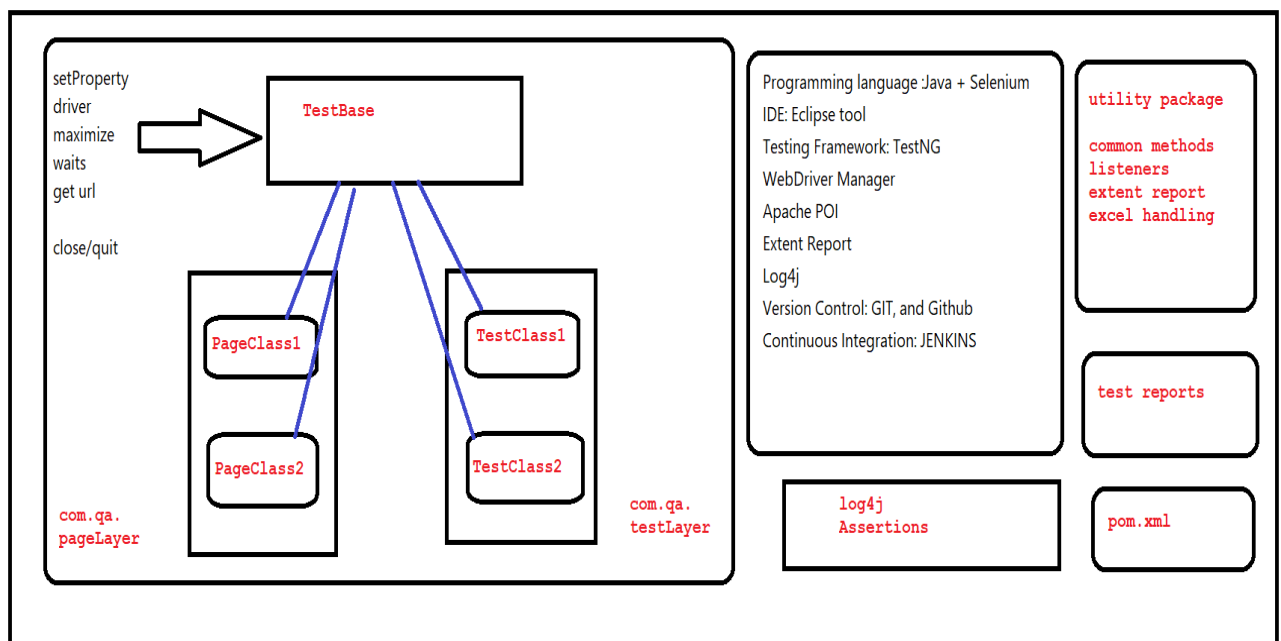 setProperty
driver
maximize
waits
get url
close/quit
TestBase
PageClass1
PageClass2
com.qa.
pageLayer
TestClass1
TestClass2
com.qa.
testLayer
Programming language :Java + Selenium
IDE: Eclipse tool
Testing Framework: TestNG
WebDriver Manager
Apache POI
Extent Report
Log4j
Version Control: GIT, and Github
Continuous Integration: JENKINS
log4j
Assertions
utility package
common methods
listeners
extent report
excel handling
test reports
pom.xml